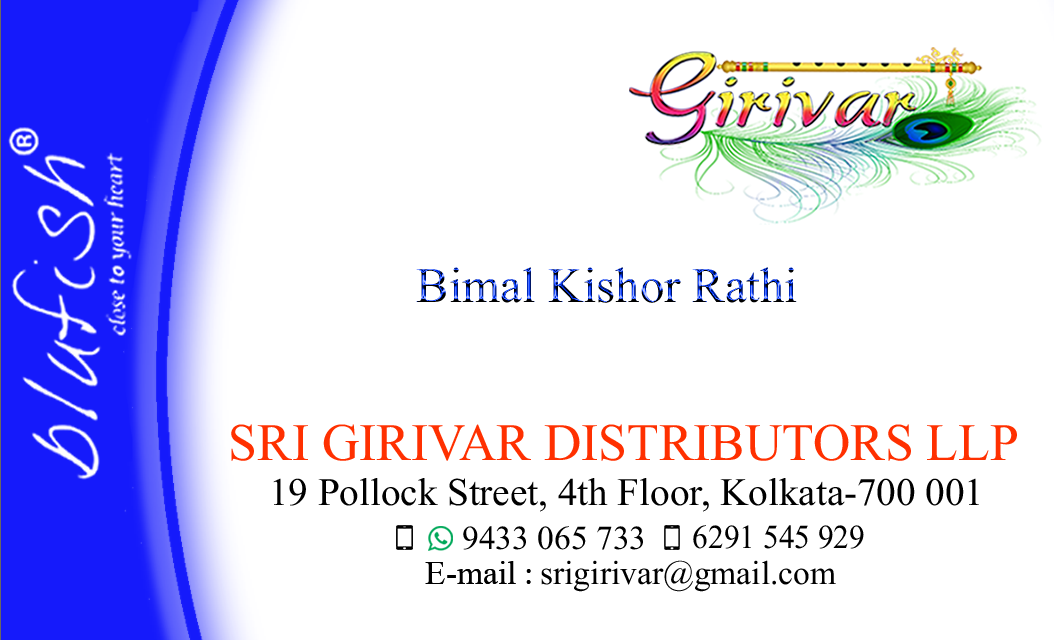 blufish®
close to your heart
Girivar
Bimal Kishor Rathi
SRI GIRIVAR DISTRIBUTORS LLP
19 Pollock Street, 4th Floor, Kolkata-700 001
9433 065 733 6291 545 929
E-mail : srigirivar@gmail.com